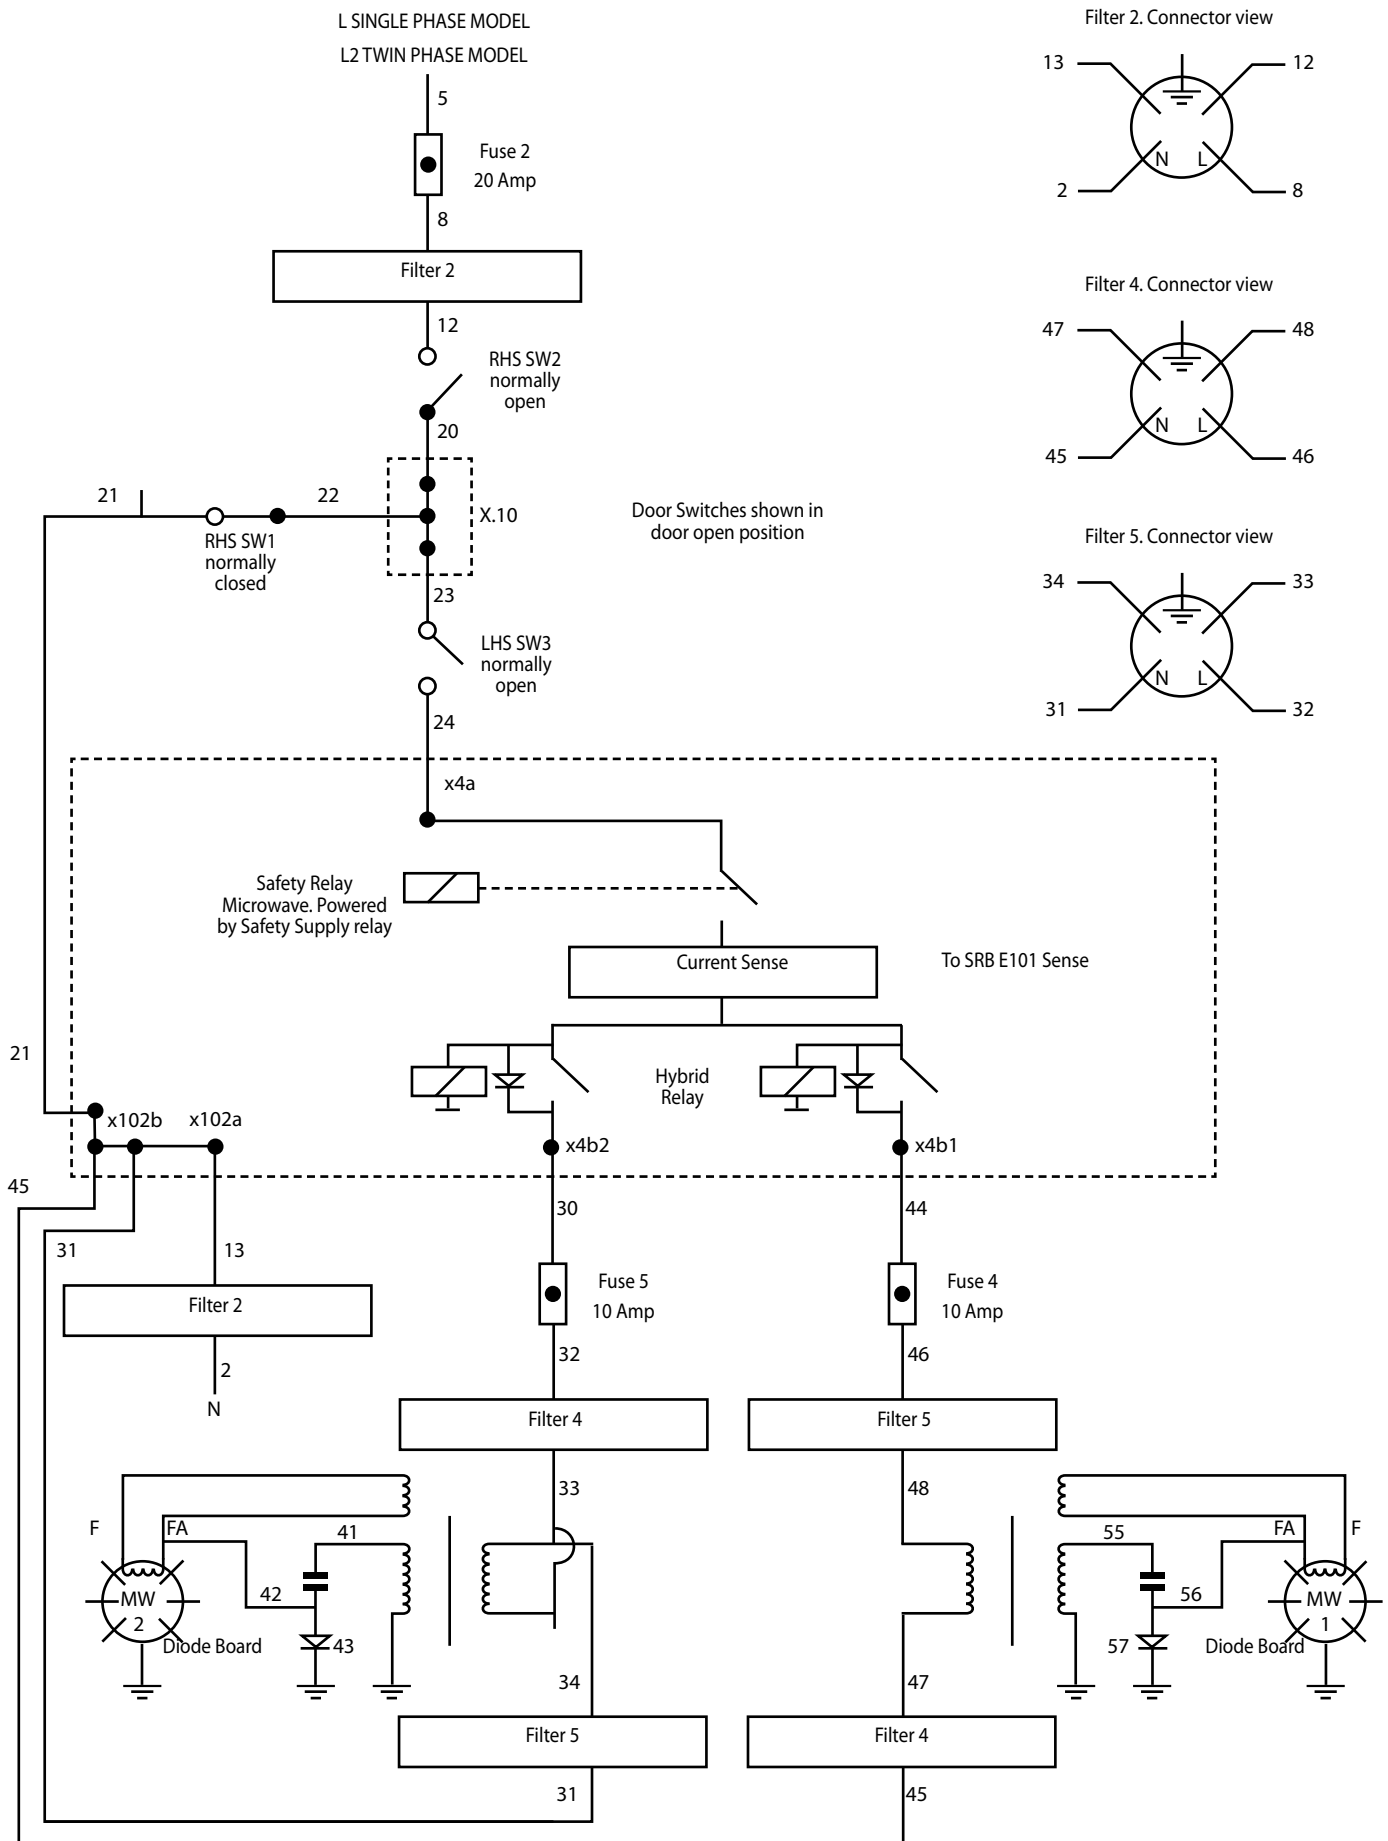 L SINGLE PHASE MODEL
L2 TWIN PHASE MODEL
5
Fuse 2
20 Amp
8
Filter 2
12
RHS SW2
normally
open
20
21
22
X.10
RHS SW1
normally
closed
Door Switches shown in
door open position
23
LHS SW3
normally
open
24
Filter 2. Connector view
13
12
N
L
2
8
Filter 4. Connector view
47
48
N
L
45
46
Filter 5. Connector view
34
33
N
L
31
32
x4a
Safety Relay
Microwave. Powered
by Safety Supply relay
Current Sense
To SRB E101 Sense
21
Hybrid
Relay
x102b
x102a
x4b2
x4b1
45
31
13
30
44
Filter 2
2
N
Fuse 5
10 Amp
Fuse 4
10 Amp
32
46
Filter 4
Filter 5
33
48
F
FA
41
42
MW
2
Diode Board
43
55
FA
F
56
MW
1
57
Diode Board
34
47
Filter 5
Filter 4
31
45